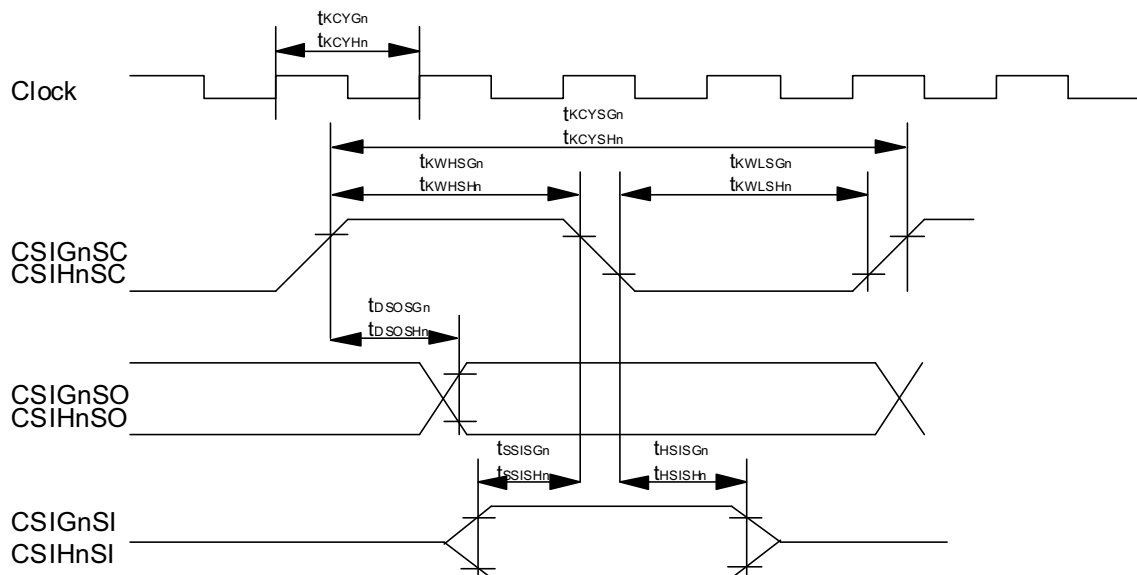 tKCYGn
tKCYHn
Clock
tKCYSGn
tKCYSHn
tKWHSGn
tKWHSHn
tKWLSGn
tKWLSHn
CSIGnSC
CSIHnSC
tDSOSGn
tDSOSHn
CSIGnSO
CSIHnSO
tSSISGn
tSSISHn
tHSISGn
tHSISHn
CSIGnSI
CSIHnSI